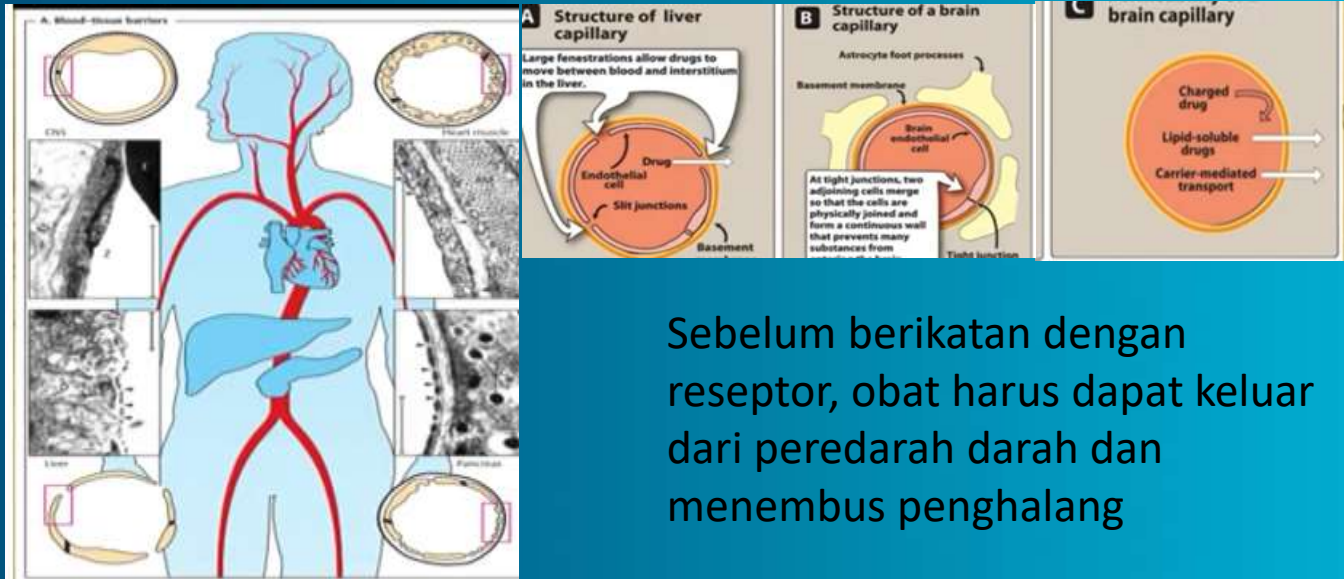 A. Blood-tissue barriers
CNS
Heart muscle
AM
2
Liver
Pancreas
A Structure of liver
capillary
Large fenestrations allow drugs to
move between blood and interstitium
in the liver.
Drug
Endothelial
cell
Slit junctions
Basement
B Structure of a brain
capillary
Astrocyte foot processes
Basement membrane
Brain
endothelial
cell
At tight junctions, two
adjoining cells merge
so that the cells are
physically joined and
form a continuous wall
that prevents many
substances from
Tight junction
C
brain capillary
Charged
drug
Lipid-soluble
drugs
Carrier-mediated
transport
Sebelum berikatan dengan
reseptor, obat harus dapat keluar
dari peredarah darah dan
menembus penghalang